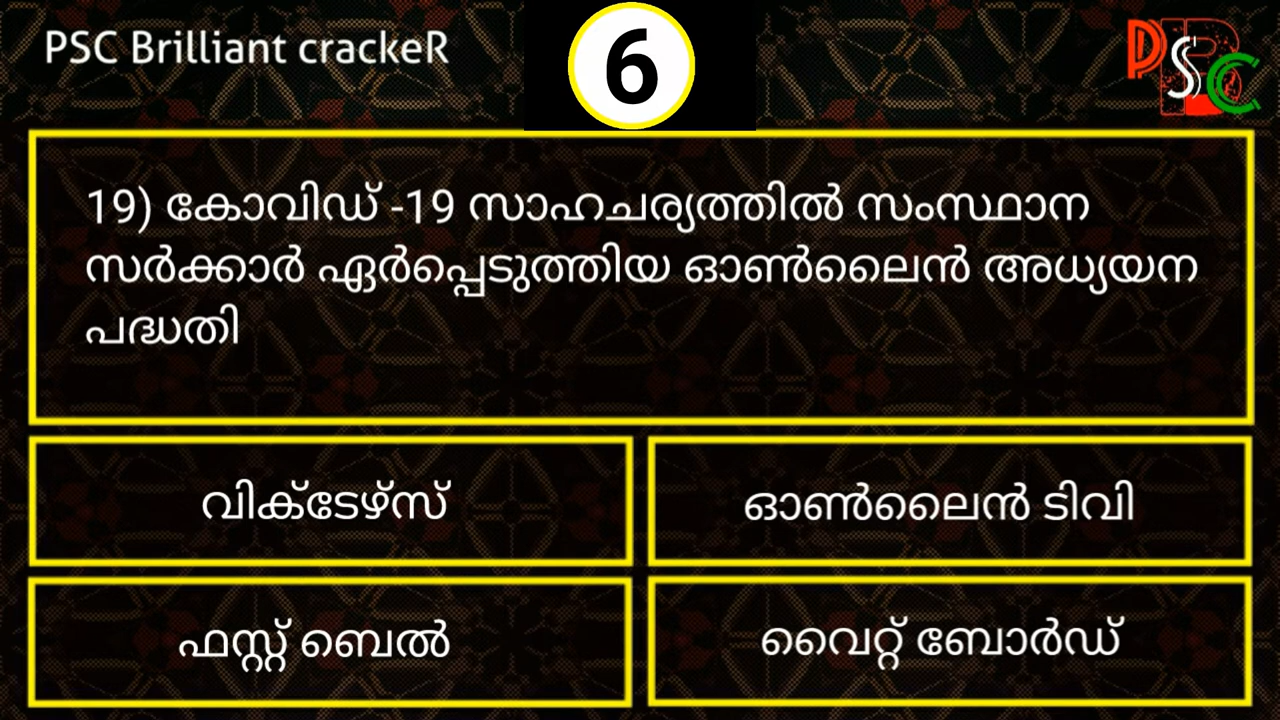 PSC Brilliant crackeR
6
PSC B
19) കോവിഡ് -19 സാഹചര്യത്തിൽ സംസ്ഥാന
സർക്കാർ ഏർപ്പെടുത്തിയ ഓൺലൈൻ അധ്യയന
പദ്ധതി
വിക്ടേഴ്സ്
ഓൺലൈൻ ടിവി
ഫസ്റ്റ് ബെൽ
വൈറ്റ് ബോർഡ്